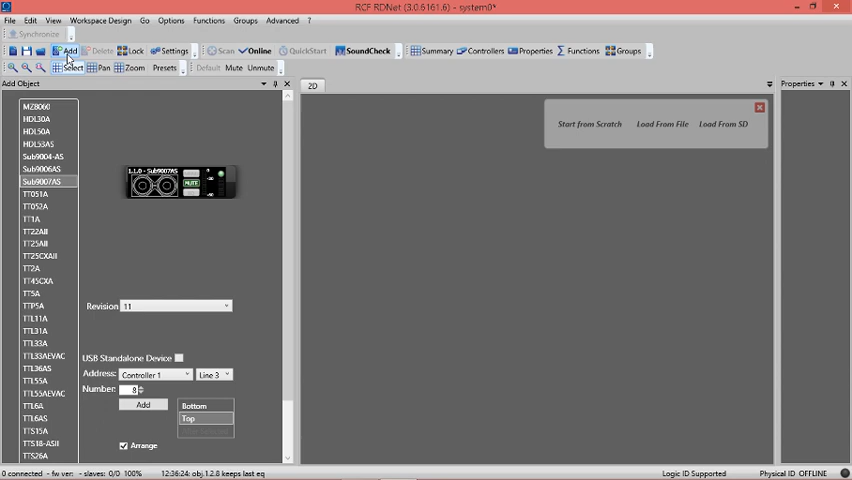 RCF RDNet (3.0.6161.6) - system0*
File Edit View Workspace Design Go Options Functions Groups Advanced ?
Synchronize
Add Delete Lock Settings Scan Online QuickStart SoundCheck Summary Controllers Properties Functions Groups
Select Pan Zoom Presets Default Mute Unmute
Add Object
2D
Properties
Start from Scratch Load From File Load From SD
MZ8060
HDL30A
HDL50A
HDL53AS
Sub9004-AS
Sub9006AS
Sub9007AS
TT051A
TT052A
TT1A
TT22AII
TT25AII
TT25CXAII
TT2A
TT45CXA
TT5A
TTP5A
TTL11A
TTL31A
TTL33A
TTL33AEVAC
TTL36AS
TTL55A
TTL55AEVAC
TTL6A
TTL6AS
TTS15A
TTS18-ASII
TTS26A
1.1.0 - Sub9007AS
MUTE
Revision 11
USB Standalone Device
Address: Controller 1 Line 3
Number: 8
Add
Bottom
Top
Arrange
0 connected - fw ver: - slaves: 0/0 100% 12:36:24: obj.1.2.8 keeps last eq Logic ID Supported Physical ID OFFLINE